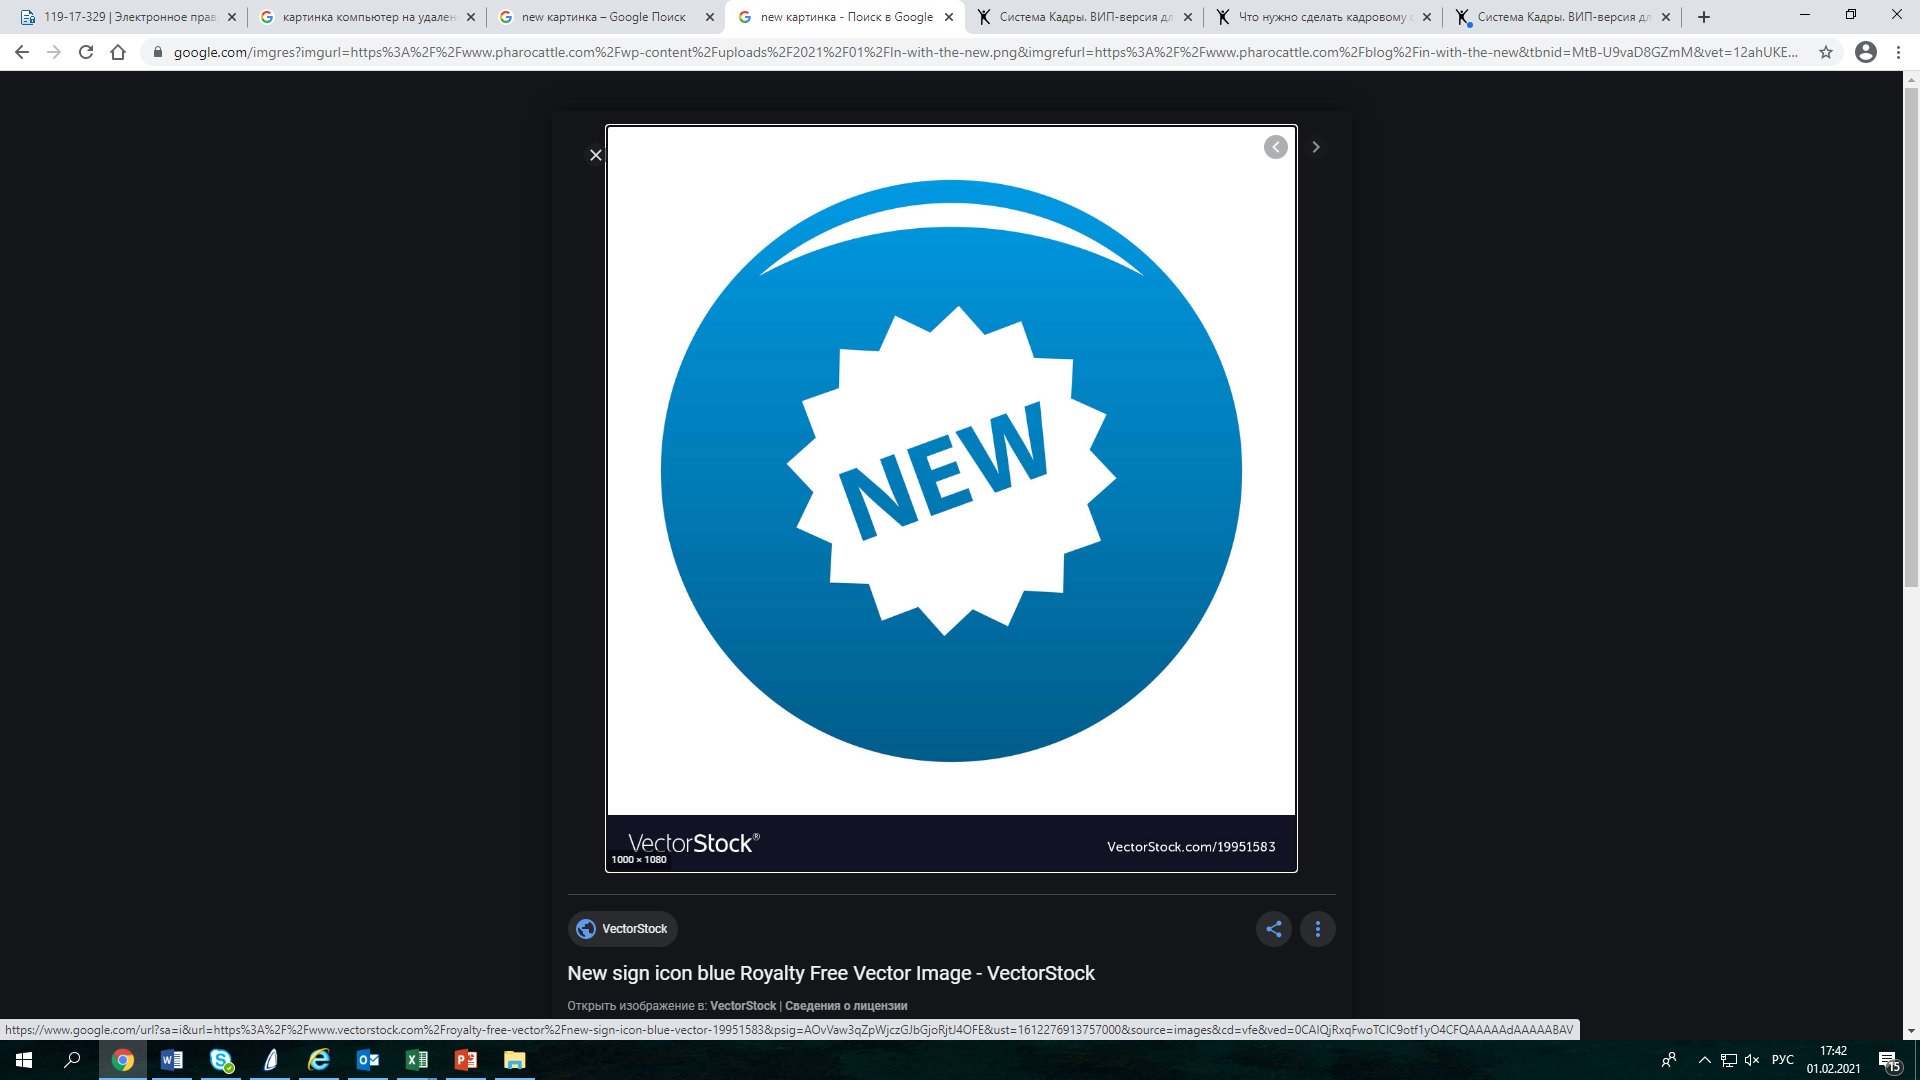 119-17-329 | Электронное прав
картинка компьютер на удален
new картинка – Google Поиск
new картинка - Поиск в Google
Система Кадры. ВИП-версия дл
Что нужно сделать кадровому с
Система Кадры. ВИП-версия дл
google.com/imgres?imgurl=https%3A%2F%2Fwww.pharocattle.com%2Fwp-content%2Fuploads%2F2021%2F01%2FIn-with-the-new.png&imgrefurl=https%3A%2F%2Fwww.pharocattle.com%2Fblog%2Fin-with-the-new&tbnid=MtB-U9vaD8GZmM&vet=12ahUKE...
NEW
VectorStock®
VectorStock.com/19951583
1000 × 1080
VectorStock
New sign icon blue Royalty Free Vector Image - VectorStock
Открыть изображение в: VectorStock | Сведения о лицензии
https://www.google.com/url?sa=i&url=https%3A%2F%2Fwww.vectorstock.com%2Froyalty-free-vector%2Fnew-sign-icon-blue-vector-19951583&psig=AOvVaw3qZpWjczGJbGjoRjtJ4OFE&ust=1612276913757000&source=images&cd=vfe&ved=0CAIQjRxqFwoTCIC9otf1yO4CFQAAAAAdAAAAABAV
РУС
17:42
01.02.2021
15